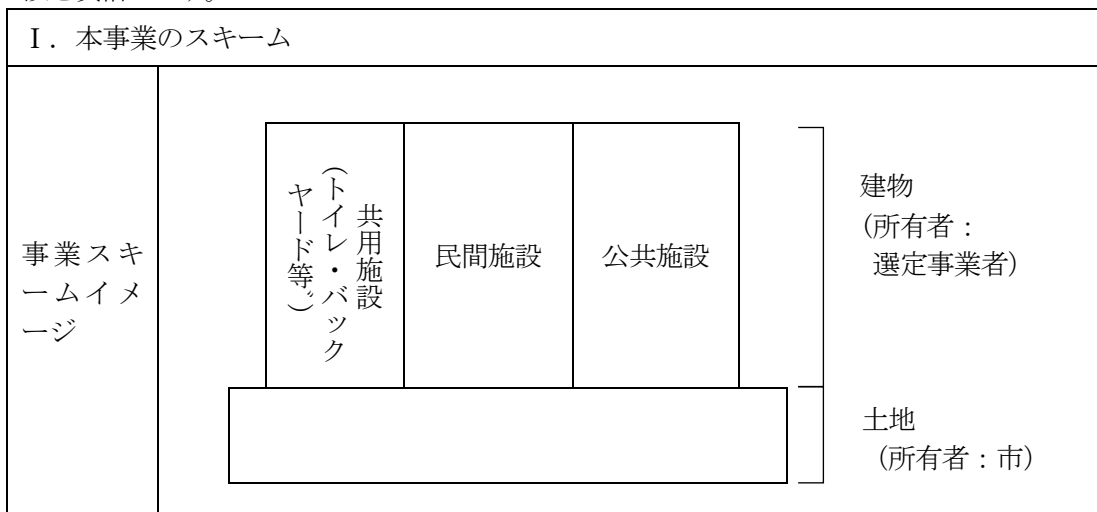 Ⅰ．本事業のスキーム
事業スキ
ームイメ
ージ
共用施設
（トイレ・バック
ヤード等）
民間施設
公共施設
建物
（所有者：
選定事業者）
土地
（所有者：市）